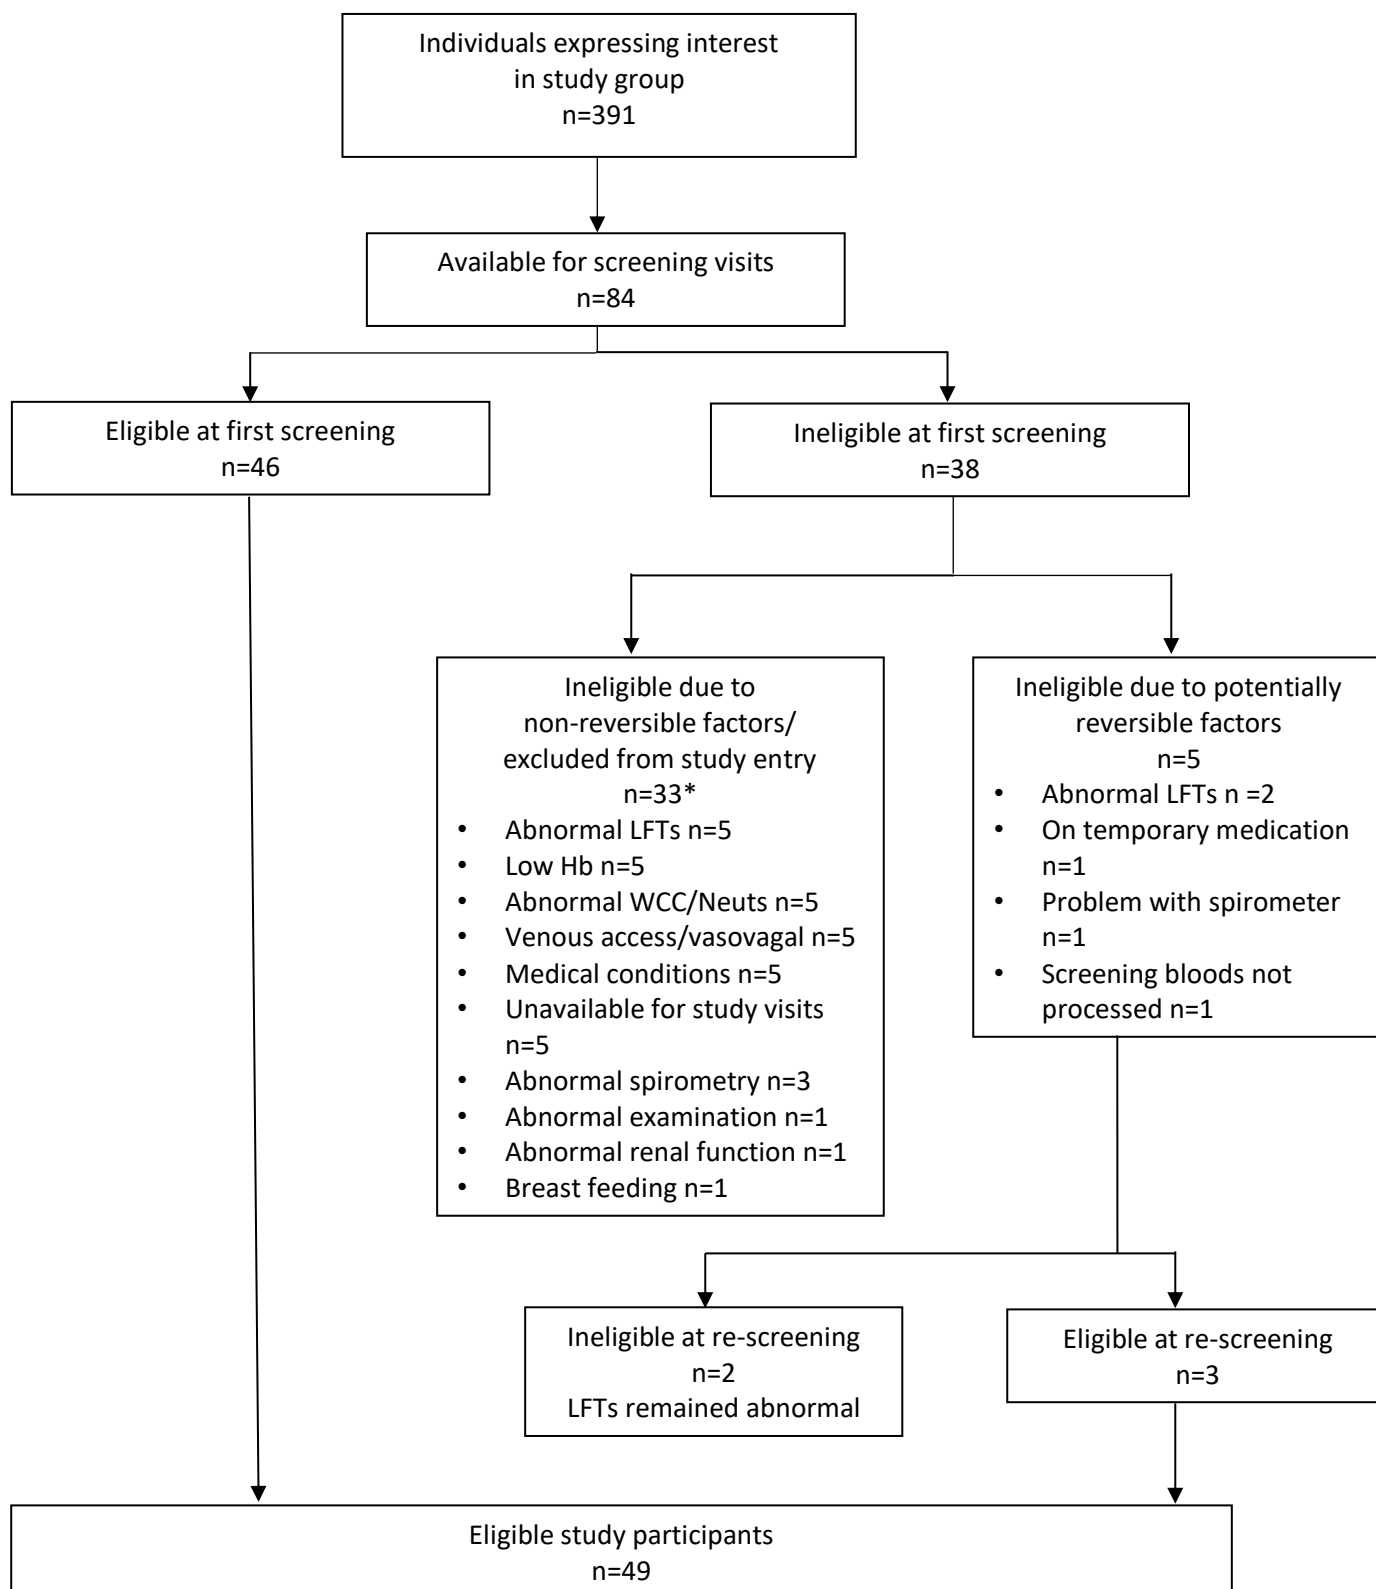 Individuals expressing interest
in study group
n=391
Available for screening visits
n=84
Eligible at first screening
n=46
Ineligible at first screening
n=38
Ineligible due to
non-reversible factors/
excluded from study entry
n=33*
• Abnormal LFTs n=5
• Low Hb n=5
• Abnormal WCC/Neuts n=5
• Venous access/vasovagal n=5
• Medical conditions n=5
• Unavailable for study visits
n=5
• Abnormal spirometry n=3
• Abnormal examination n=1
• Abnormal renal function n=1
• Breast feeding n=1
Ineligible due to potentially
reversible factors
n=5
• Abnormal LFTs n =2
• On temporary medication
n=1
• Problem with spirometer
n=1
• Screening bloods not
processed n=1
Ineligible at re-screening
n=2
LFTs remained abnormal
Eligible at re-screening
n=3
Eligible study participants
n=49